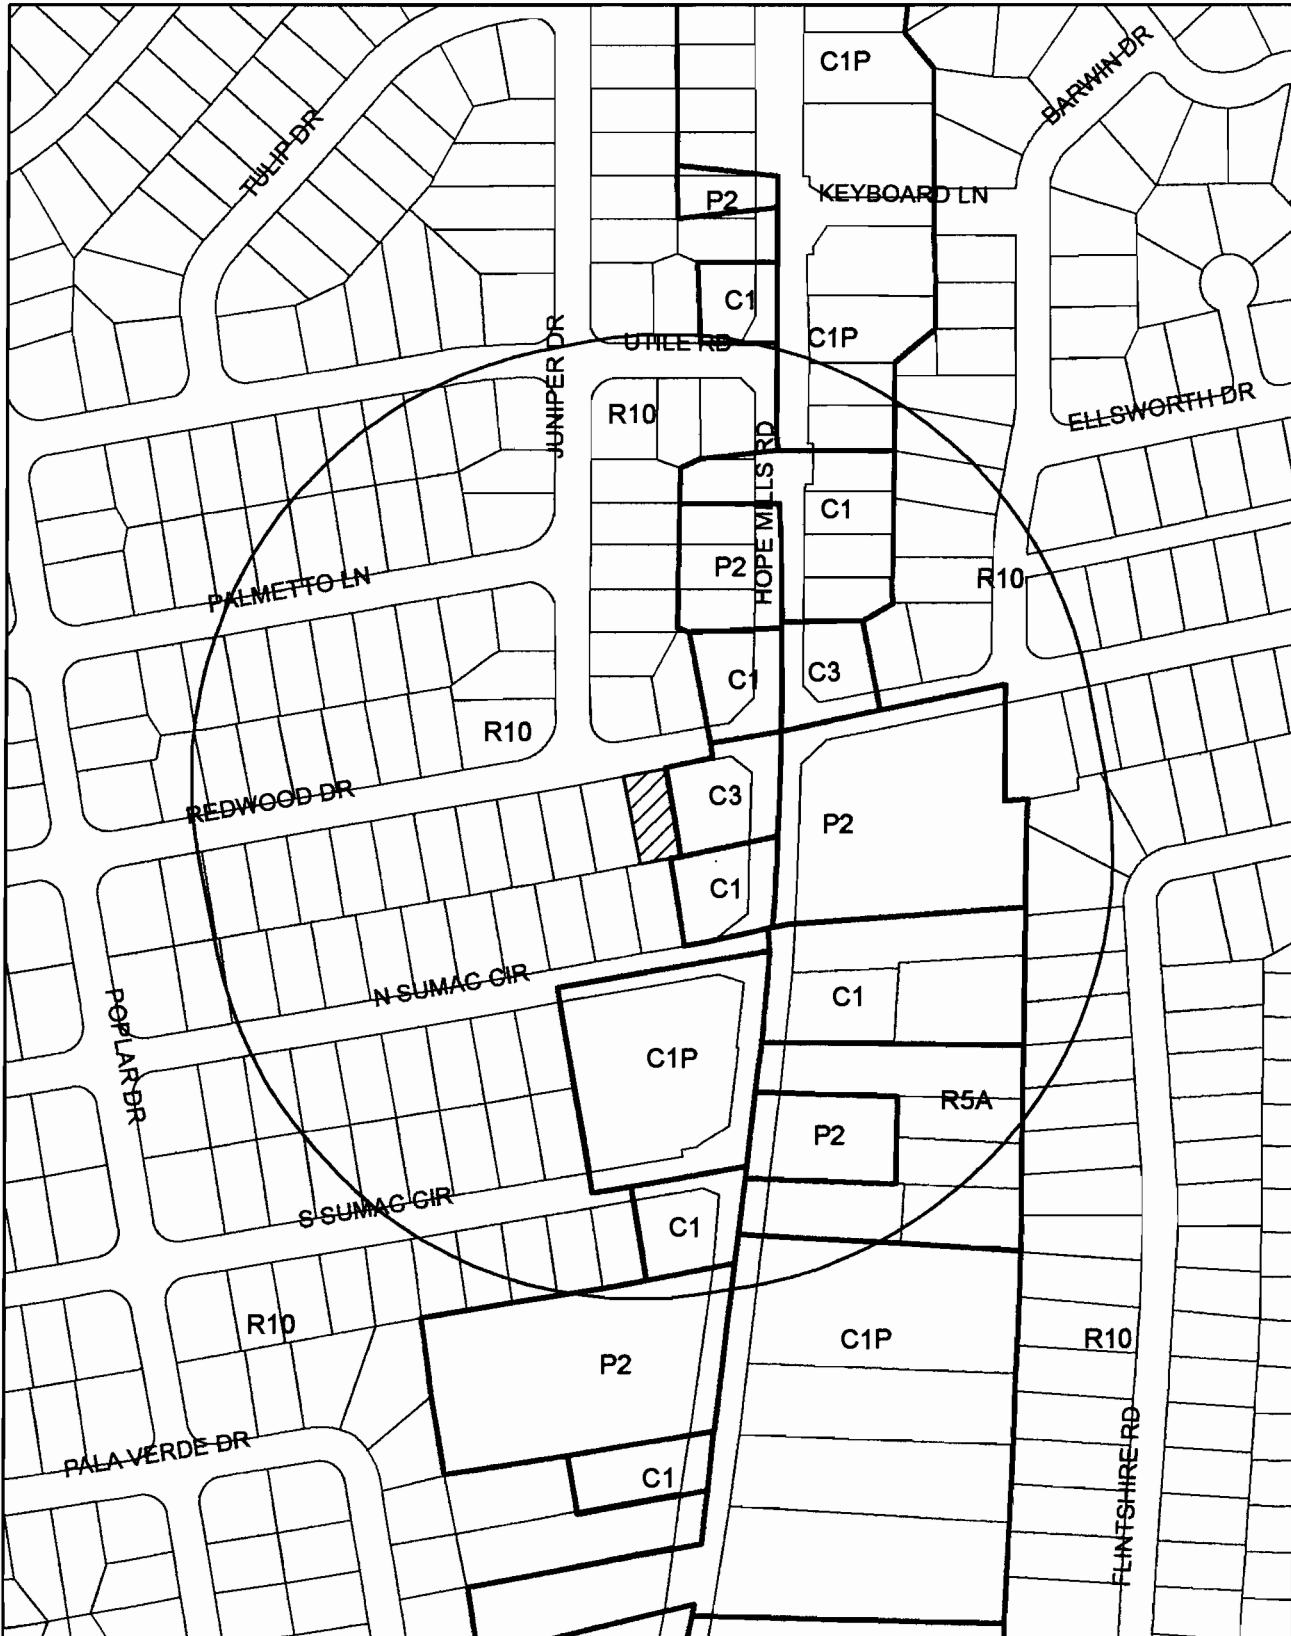 C1P
BARWIN DR
TULIP DR
P2
KEYBOARD LN
C1
C1P
UTILE RD
JUNIPER DR
R10
ELLSWORTH DR
HOPE MILLS RD
C1
P2
R10
PALMETTO LN
C1
C3
R10
REDWOOD DR
C3
P2
C1
N SUMAC CIR
C1
POPLAR DR
C1P
R5A
P2
S SUMAC CIR
C1
R10
C1P
R10
P2
PALA VERDE DR
C1
FLINTSHIRE RD